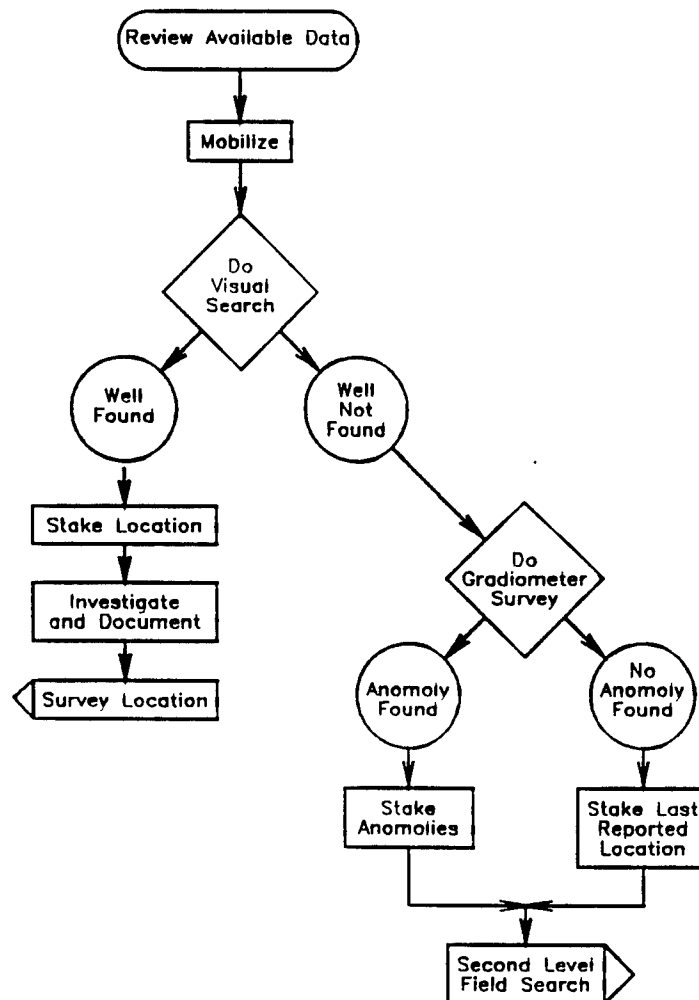 Review Available Data
Mobilize
Do
Visual
Search
Well
Found
Well
Not
Found
Stake Location
Investigate
and Document
Survey Location
Do
Gradiometer
Survey
Anomoly
Found
No
Anomoly
Found
Stake
Anomolies
Stake Last
Reported
Location
Second Level
Field Search